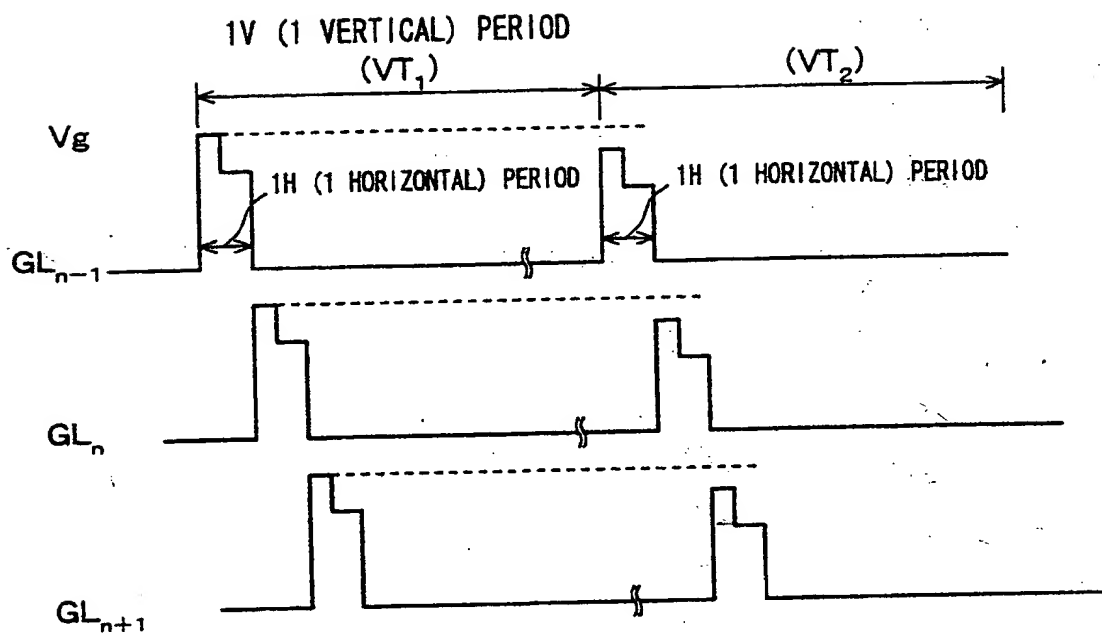 1V (1 VERTICAL) PERIOD
(VT₁) (VT₂)
Vg
1H (1 HORIZONTAL) PERIOD 1H (1 HORIZONTAL) PERIOD
GLₙ₋₁
GLₙ
GLₙ₊₁